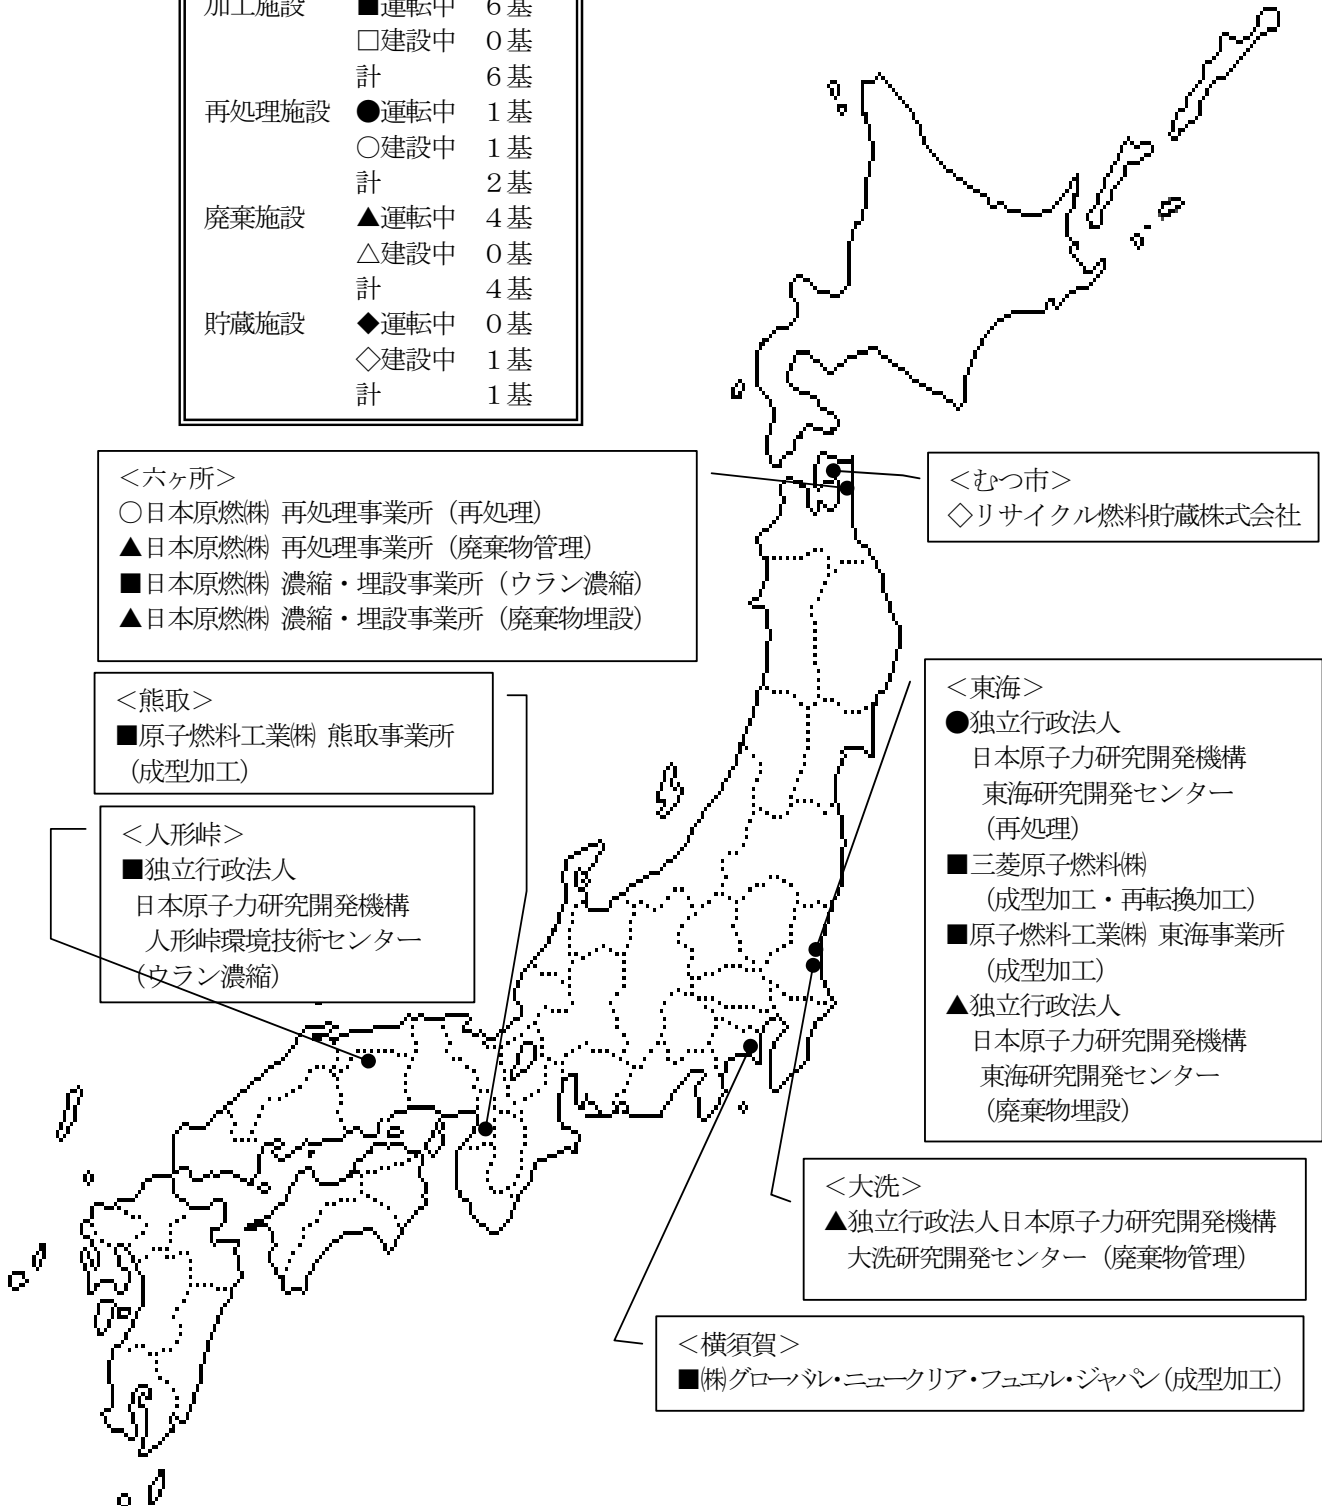 加工施設 ■運転中 6基
□建設中 0基
計 6基
再処理施設 ●運転中 1基
○建設中 1基
計 2基
廃棄施設 ▲運転中 4基
△建設中 0基
計 4基
貯蔵施設 ◆運転中 0基
◇建設中 1基
計 1基
＜六ヶ所＞
○日本原燃㈱ 再処理事業所（再処理）
▲日本原燃㈱ 再処理事業所（廃棄物管理）
■日本原燃㈱ 濃縮・埋設事業所（ウラン濃縮）
▲日本原燃㈱ 濃縮・埋設事業所（廃棄物埋設）
＜むつ市＞
◇リサイクル燃料貯蔵株式会社
＜熊取＞
■原子燃料工業㈱ 熊取事業所
（成型加工）
＜人形峠＞
■独立行政法人
日本原子力研究開発機構
人形峠環境技術センター
（ウラン濃縮）
＜東海＞
●独立行政法人
日本原子力研究開発機構
東海研究開発センター
（再処理）
■三菱原子燃料㈱
（成型加工・再転換加工）
■原子燃料工業㈱ 東海事業所
（成型加工）
▲独立行政法人
日本原子力研究開発機構
東海研究開発センター
（廃棄物埋設）
＜大洗＞
▲独立行政法人日本原子力研究開発機構
大洗研究開発センター（廃棄物管理）
＜横須賀＞
■㈱グローバル・ニュークリア・フュエル・ジャパン（成型加工）